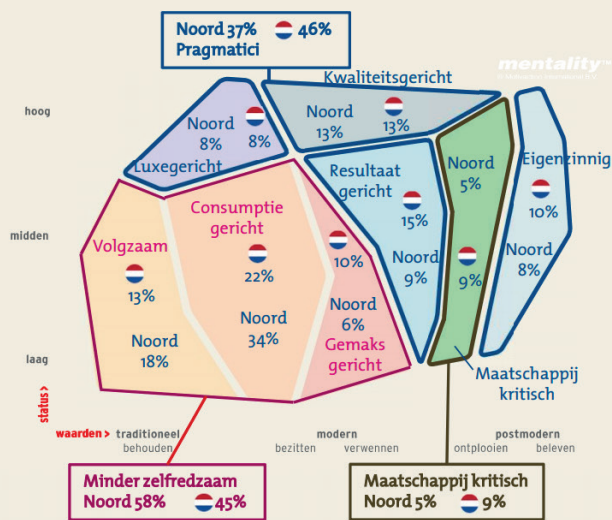 Noord 37% 46%
Pragmatici
mentality™
hoog
midden
laag
status >
Kwaliteitsgericht
Noord
13%
13%
Noord
8%
8%
Luxegericht
Resultaat
gericht
15%
Noord
9%
Noord
5%
9%
Maatschappij
kritisch
Eigenzinnig
10%
Noord
8%
Volgzaam
13%
Noord
18%
Consumptie
gericht
22%
Noord
34%
10%
Noord
6%
Gemaks
gericht
waarden > traditioneel modern postmodern
behouden bezitten verwennen ontplooien beleven
Minder zelfredzaam
Noord 58% 45%
Maatschappij kritisch
Noord 5% 9%